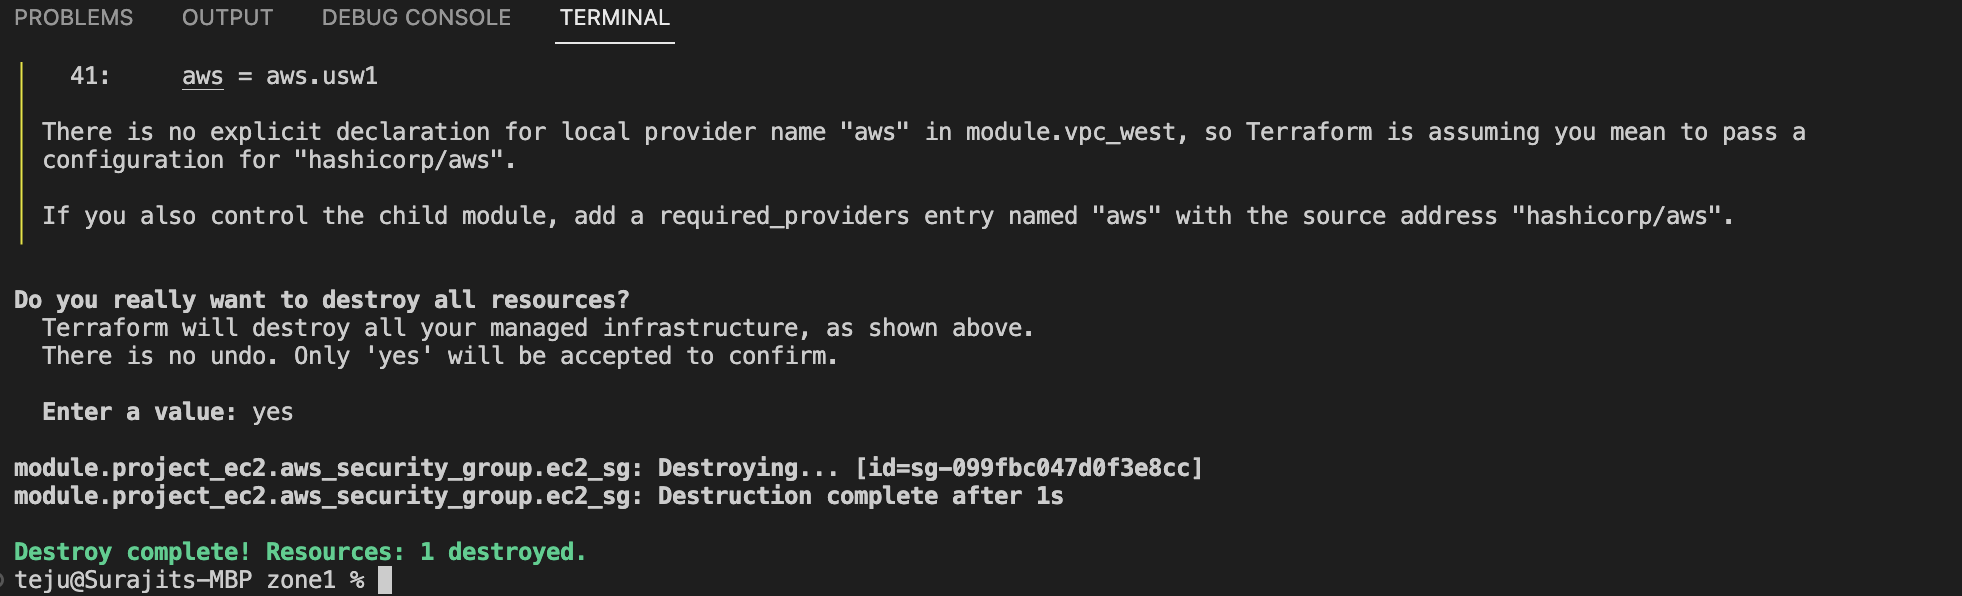 PROBLEMS OUTPUT DEBUG CONSOLE TERMINAL
41: aws = aws.usw1
There is no explicit declaration for local provider name "aws" in module.vpc_west, so Terraform is assuming you mean to pass a
configuration for "hashicorp/aws".
If you also control the child module, add a required_providers entry named "aws" with the source address "hashicorp/aws".
Do you really want to destroy all resources?
Terraform will destroy all your managed infrastructure, as shown above.
There is no undo. Only 'yes' will be accepted to confirm.
Enter a value: yes
module.project_ec2.aws_security_group.ec2_sg: Destroying... [id=sg-099fbc047d0f3e8cc]
module.project_ec2.aws_security_group.ec2_sg: Destruction complete after 1s
Destroy complete! Resources: 1 destroyed.
teju@Surajits-MBP zone1 %